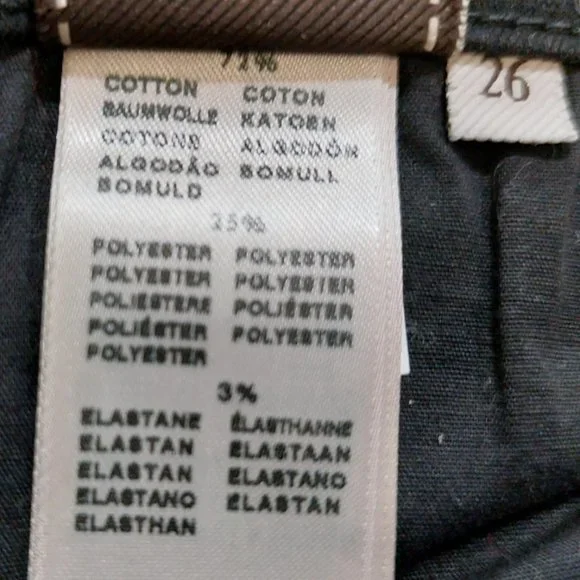 72%
26
COTTON COTON
BAUMWOLLE KATOEN
COTONE ALGODÓN
ALGODÃO BOMULL
BOMULD
25%
POLYESTER POLYESTER
POLYESTER POLYESTER
POLIESTERE POLIÉSTER
POLIÉSTER POLYESTER
POLYESTER
3%
ELASTANE ÉLASTHANNE
ELASTAN ELASTAAN
ELASTAN ELASTANO
ELASTANO ELASTAN
ELASTHAN